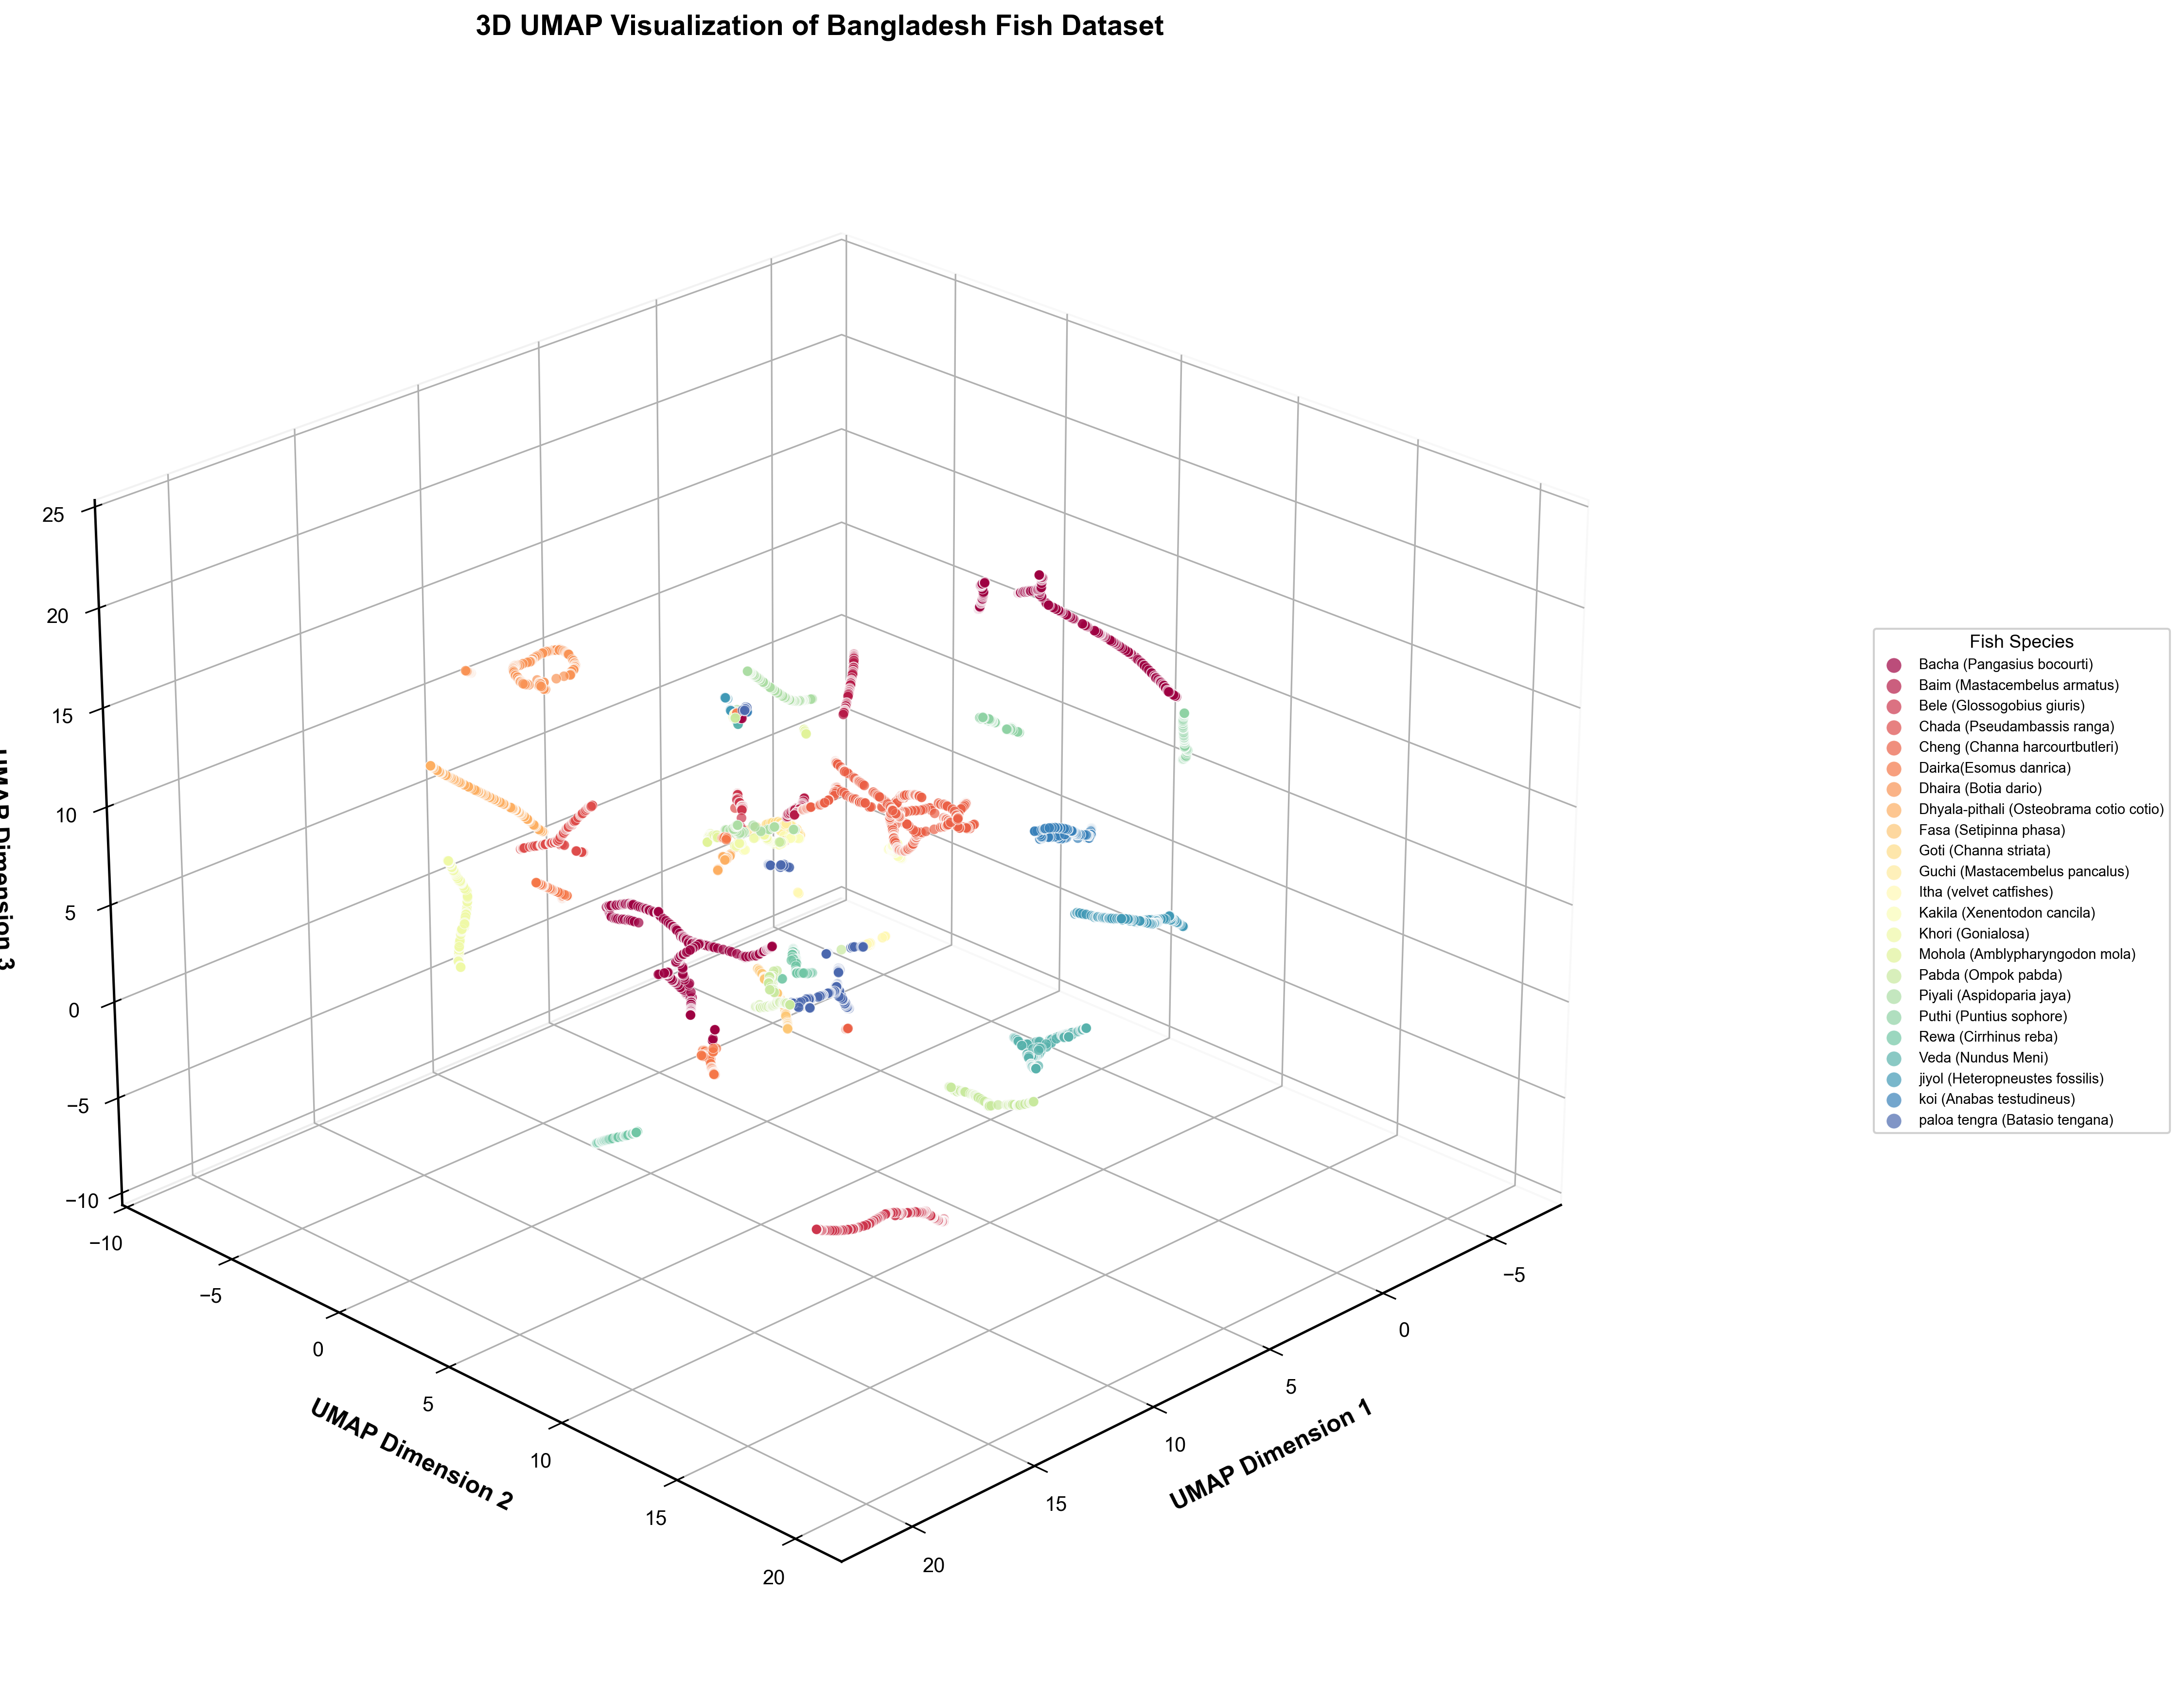 3D UMAP Visualization of Bangladesh Fish Dataset
25
20
15
10
5
0
−5
−10
UMAP Dimension 3
−10
−5
0
5
10
15
20
UMAP Dimension 2
−5
0
5
10
15
20
UMAP Dimension 1
Fish Species
Bacha (Pangasius bocourti)
Baim (Mastacembelus armatus)
Bele (Glossogobius giuris)
Chada (Pseudambassis ranga)
Cheng (Channa harcourtbutleri)
Dairka(Esomus danrica)
Dhaira (Botia dario)
Dhyala-pithali (Osteobrama cotio cotio)
Fasa (Setipinna phasa)
Goti (Channa striata)
Guchi (Mastacembelus pancalus)
Itha (velvet catfishes)
Kakila (Xenentodon cancila)
Khori (Gonialosa)
Mohola (Amblypharyngodon mola)
Pabda (Ompok pabda)
Piyali (Aspidoparia jaya)
Puthi (Puntius sophore)
Rewa (Cirrhinus reba)
Veda (Nundus Meni)
jiyol (Heteropneustes fossilis)
koi (Anabas testudineus)
paloa tengra (Batasio tengana)